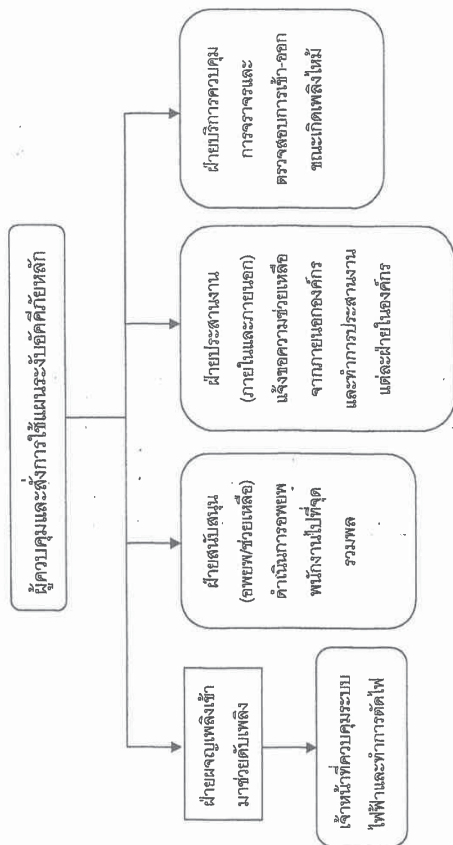 ผู้ควบคุมและสั่งการใช้แผนระงับอัคคีภัยหลัก
ฝ่ายผจญเพลิงเข้า
มาช่วยดับเพลิง
เจ้าหน้าที่ควบคุมระบบ
ไฟฟ้าและทำการตัดไฟ
ฝ่ายสนับสนุน
(อพยพ/ช่วยเหลือ)
ดำเนินการอพยพ
พนักงานไปที่จุด
รวมพล
ฝ่ายประสานงาน
(ภายในและภายนอก)
แจ้งขอความช่วยเหลือ
จากภายนอกองค์กร
และทำการประสานงาน
แต่ละฝ่ายในองค์กร
ฝ่ายบริการควบคุม
การจราจรและ
ตรวจสอบการเข้า-ออก
ขณะเกิดเพลิงไหม้